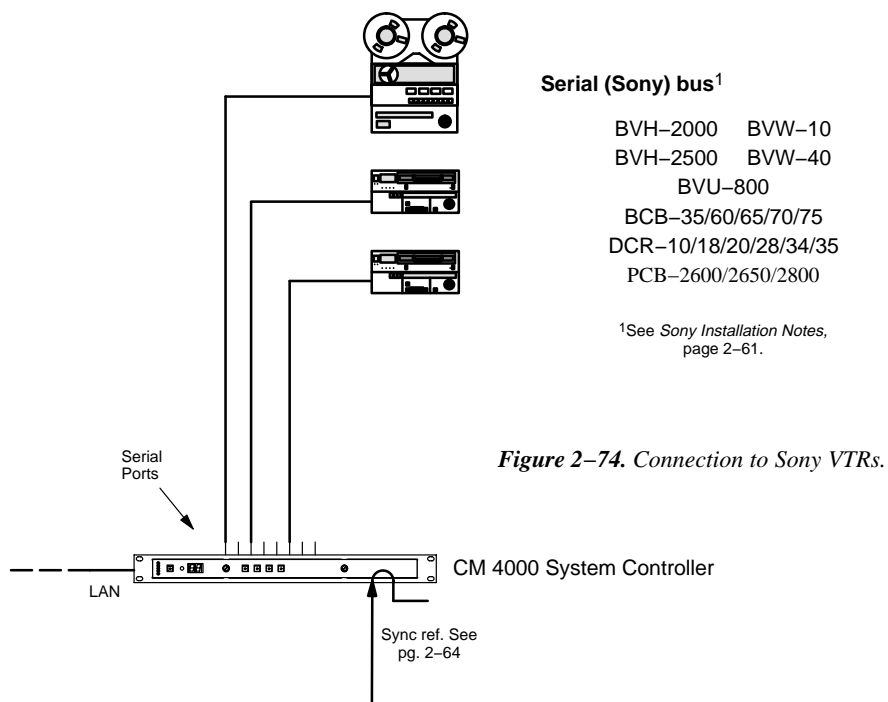 Serial (Sony) bus1
BVH–2000 BVW–10
BVH–2500 BVW–40
BVU–800
BCB–35/60/65/70/75
DCR–10/18/20/28/34/35
PCB–2600/2650/2800
1See Sony Installation Notes,
page 2–61.
Serial
Ports
Figure 2–74. Connection to Sony VTRs.
CM 4000 System Controller
LAN
Sync ref. See
pg. 2–64